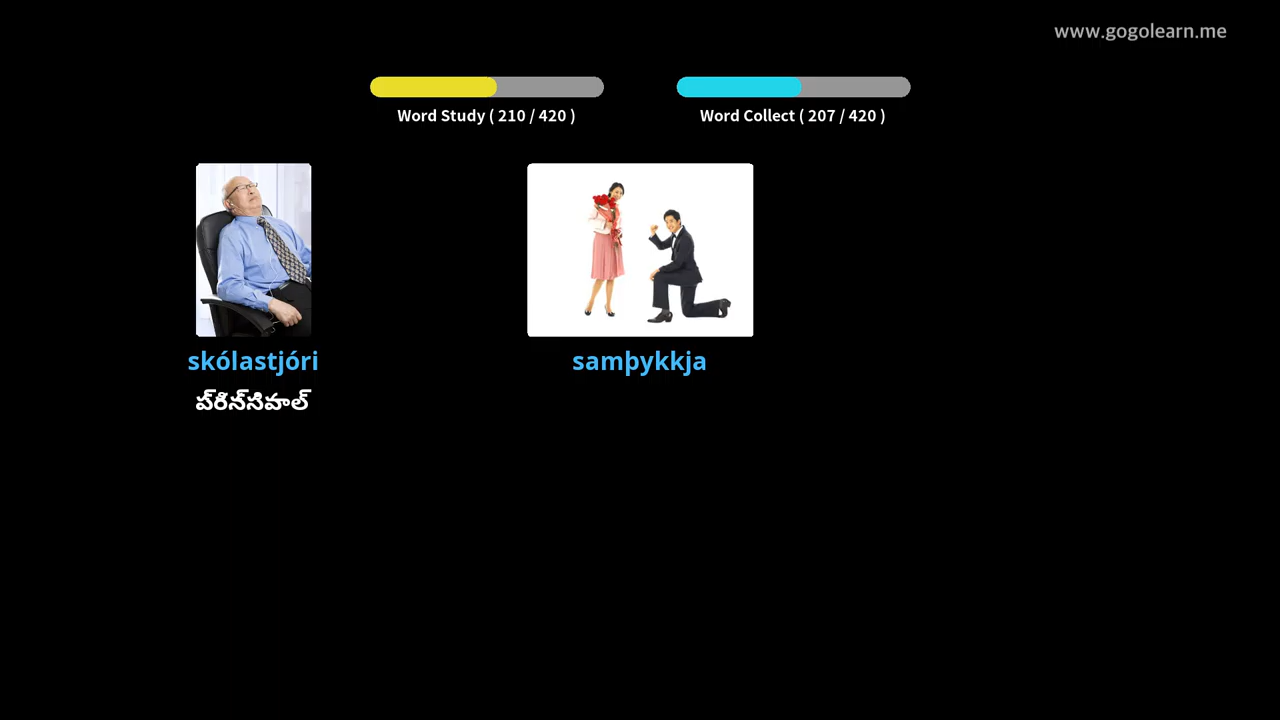 www.gogolearn.me
Word Study ( 210 / 420 )
Word Collect ( 207 / 420 )
skólastjóri
samþykkja
ప్రిన్సిపాల్